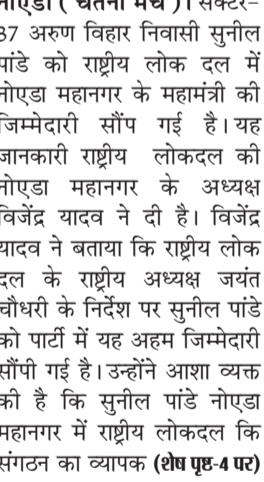 नोएडा ( चेतना मंच )। सेक्टर-
37 अरुण विहार निवासी सुनील
पांडे को राष्ट्रीय लोक दल में
नोएडा महानगर के महामंत्री की
जिम्मेदारी सौंप गई है। यह
जानकारी राष्ट्रीय लोकदल की
नोएडा महानगर के अध्यक्ष
विजेंद्र यादव ने दी है। विजेंद्र
यादव ने बताया कि राष्ट्रीय लोक
दल के राष्ट्रीय अध्यक्ष जयंत
चौधरी के निर्देश पर सुनील पांडे
को पार्टी में यह अहम जिम्मेदारी
सौंपी गई है। उन्होंने आशा व्यक्त
की है कि सुनील पांडे नोएडा
महानगर में राष्ट्रीय लोकदल कि
संगठन का व्यापक (शेष पृष्ठ-4 पर)